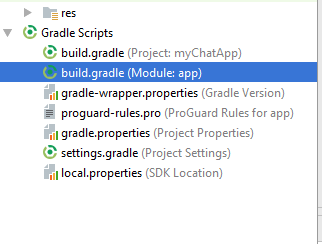 res
Gradle Scripts
build.gradle (Project: myChatApp)
build.gradle (Module: app)
gradle-wrapper.properties (Gradle Version)
proguard-rules.pro (ProGuard Rules for app)
gradle.properties (Project Properties)
settings.gradle (Project Settings)
local.properties (SDK Location)